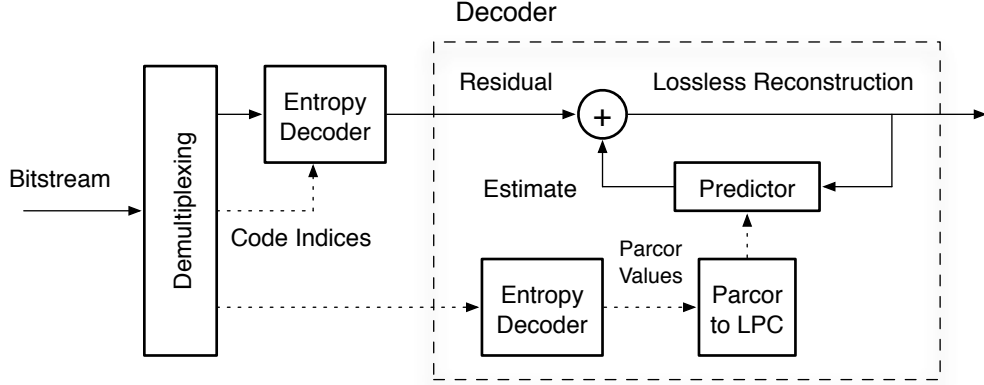 Decoder
Residual
Lossless Reconstruction
Entropy
Decoder
+
Bitstream
Demultiplexing
Estimate
Predictor
Code Indices
Parcor
Values
Entropy
Decoder
Parcor
to LPC